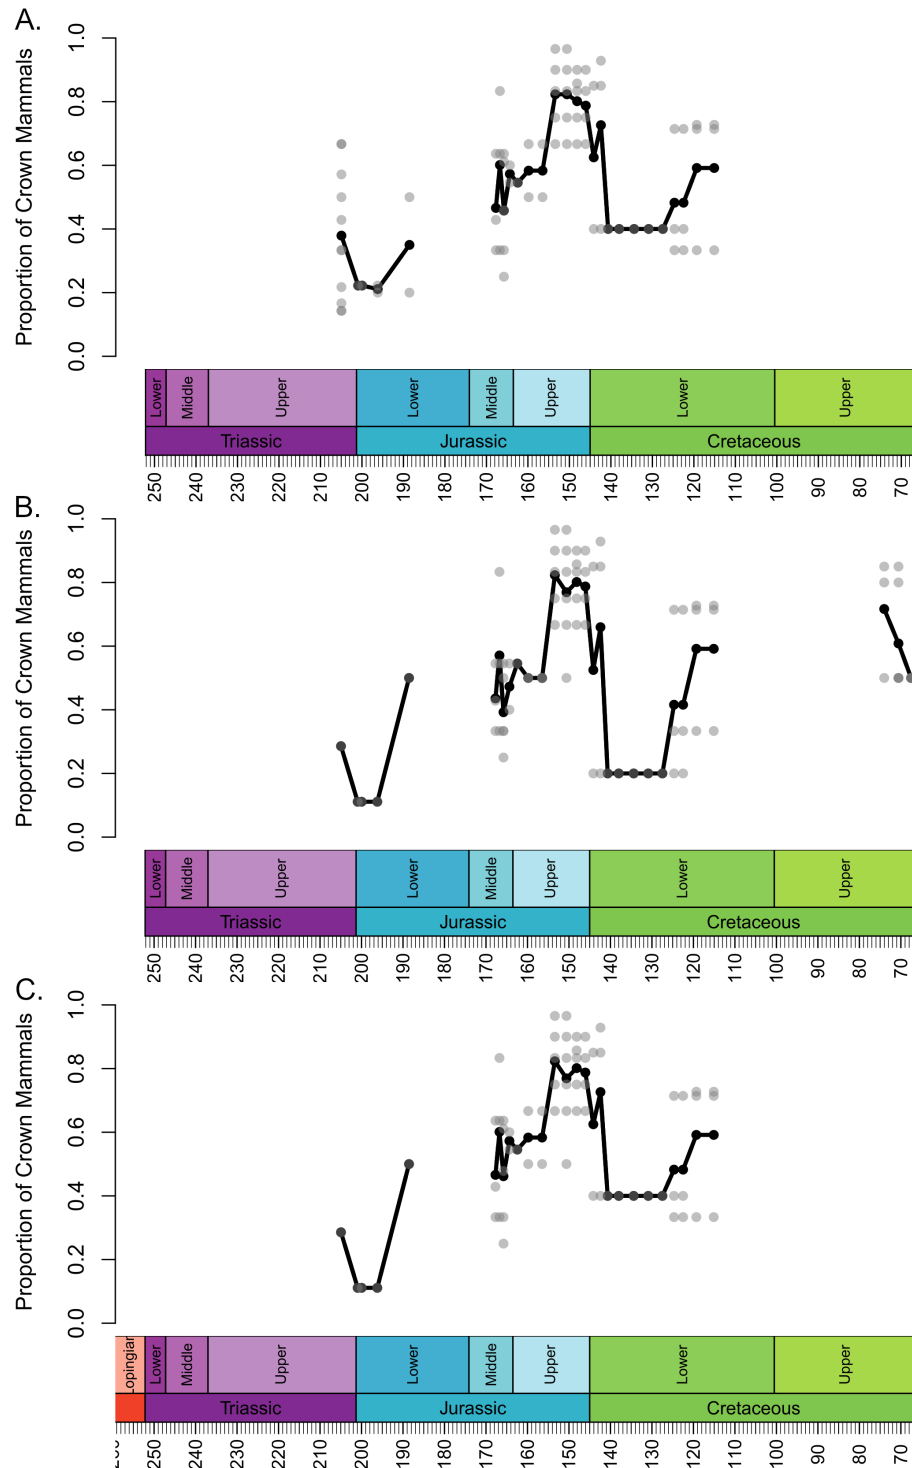 A.
Proportion of Crown Mammals
1.0
0.8
0.6
0.4
0.2
0.0
Lower Middle Upper Lower Middle Upper Lower Upper
Triassic Jurassic Cretaceous
250 240 230 220 210 200 190 180 170 160 150 140 130 120 110 100 90 80 70
B.
Proportion of Crown Mammals
1.0
0.8
0.6
0.4
0.2
0.0
Lower Middle Upper Lower Middle Upper Lower Upper
Triassic Jurassic Cretaceous
250 240 230 220 210 200 190 180 170 160 150 140 130 120 110 100 90 80 70
C.
Proportion of Crown Mammals
1.0
0.8
0.6
0.4
0.2
0.0
Lopingian Lower Middle Upper Lower Middle Upper Lower Upper
Triassic Jurassic Cretaceous
250 240 230 220 210 200 190 180 170 160 150 140 130 120 110 100 90 80 70